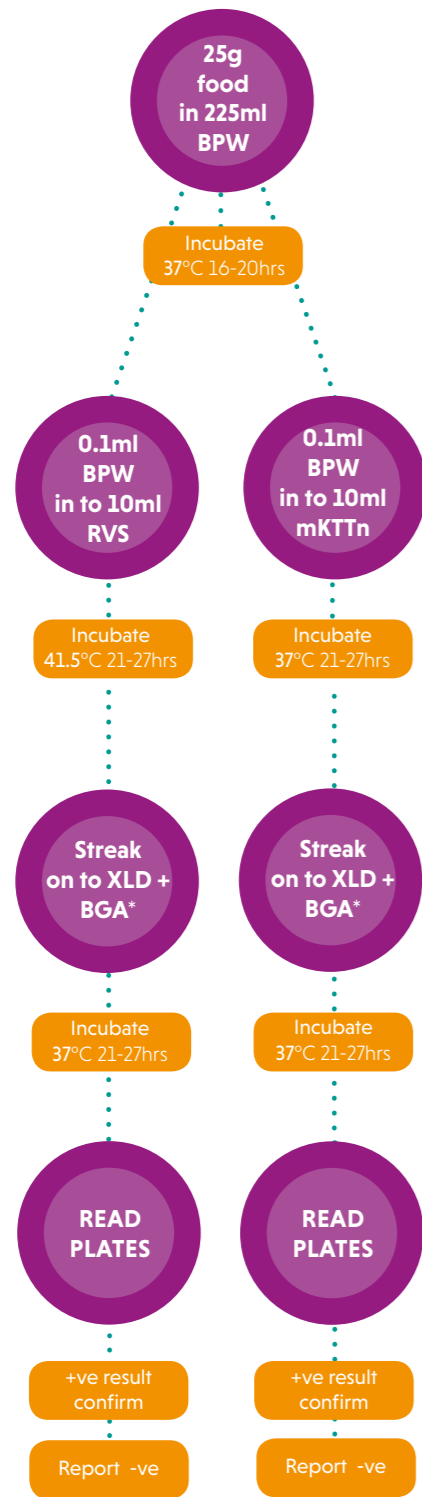 25g
food
in 225ml
BPW
Incubate
37°C 16-20hrs
0.1ml
BPW
in to 10ml
RVS
0.1ml
BPW
in to 10ml
mKTTn
Incubate
41.5°C 21-27hrs
Incubate
37°C 21-27hrs
Streak
on to XLD +
BGA*
Streak
on to XLD +
BGA*
Incubate
37°C 21-27hrs
Incubate
37°C 21-27hrs
READ
PLATES
READ
PLATES
+ve result
confirm
+ve result
confirm
Report -ve
Report -ve